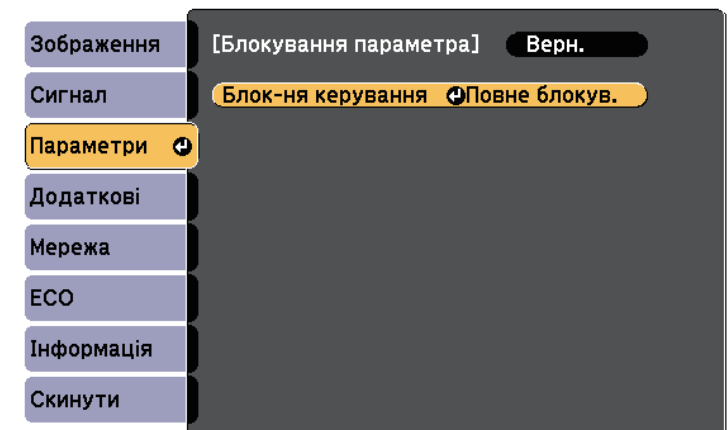 Зображення
Сигнал
Параметри
Додаткові
Мережа
ECO
Інформація
Скинути
[Блокування параметра] Верн.
Блок-ня керування Повне блокув.